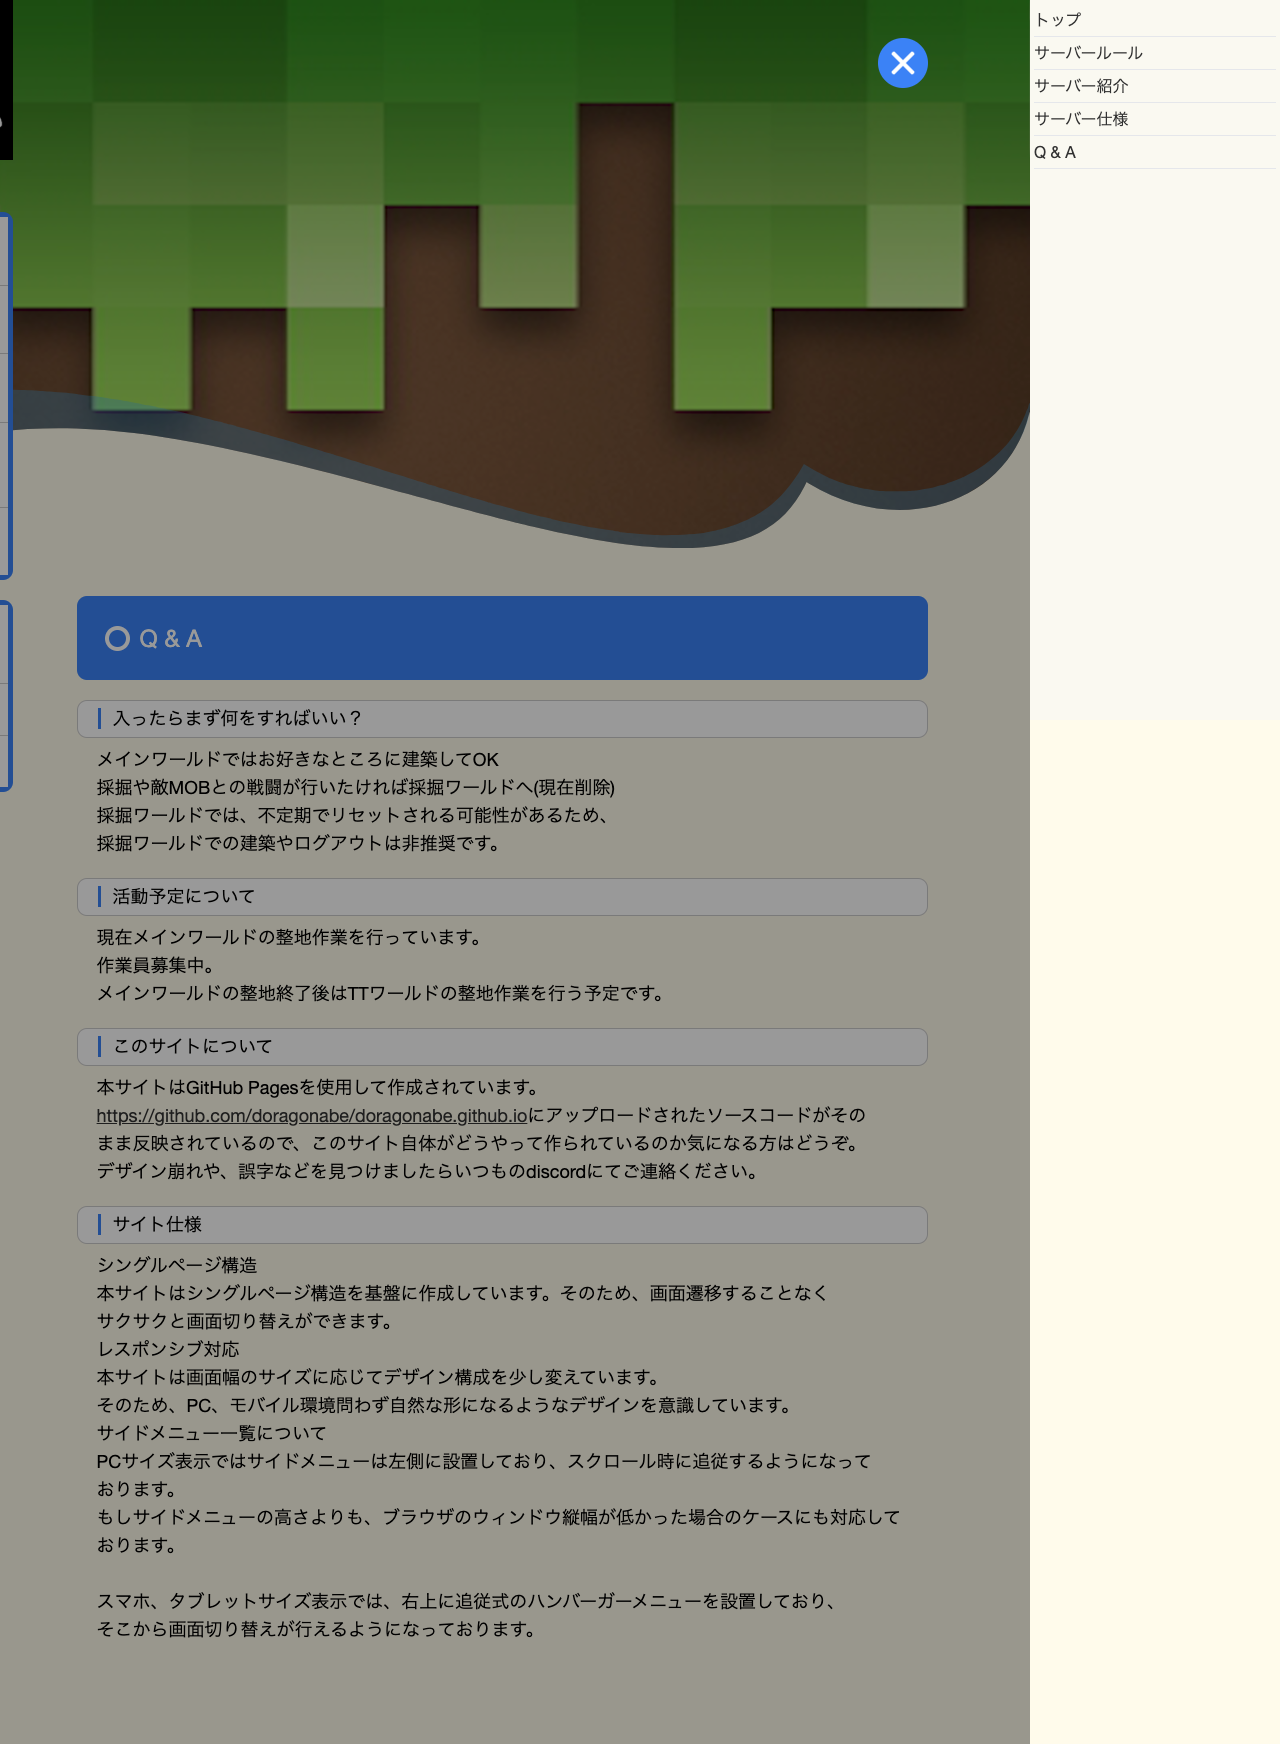 トップ
サーバールール
サーバー紹介
サーバー仕様
Q & A
Q & A
入ったらまず何をすればいい？
メインワールドではお好きなところに建築してOK
採掘や敵MOBとの戦闘が行いたければ採掘ワールドへ(現在削除)
採掘ワールドでは、不定期でリセットされる可能性があるため、
採掘ワールドでの建築やログアウトは非推奨です。
活動予定について
現在メインワールドの整地作業を行っています。
作業員募集中。
メインワールドの整地終了後はTTワールドの整地作業を行う予定です。
このサイトについて
本サイトはGitHub Pagesを使用して作成されています。
https://github.com/doragonabe/doragonabe.github.ioにアップロードされたソースコードがその
まま反映されているので、このサイト自体がどうやって作られているのか気になる方はどうぞ。
デザイン崩れや、誤字などを見つけましたらいつものdiscordにてご連絡ください。
サイト仕様
シングルページ構造
本サイトはシングルページ構造を基盤に作成しています。そのため、画面遷移することなく
サクサクと画面切り替えができます。
レスポンシブ対応
本サイトは画面幅のサイズに応じてデザイン構成を少し変えています。
そのため、PC、モバイル環境問わず自然な形になるようなデザインを意識しています。
サイドメニュー一覧について
PCサイズ表示ではサイドメニューは左側に設置しており、スクロール時に追従するようになって
おります。
もしサイドメニューの高さよりも、ブラウザのウィンドウ縦幅が低かった場合のケースにも対応して
おります。
スマホ、タブレットサイズ表示では、右上に追従式のハンバーガーメニューを設置しており、
そこから画面切り替えが行えるようになっております。